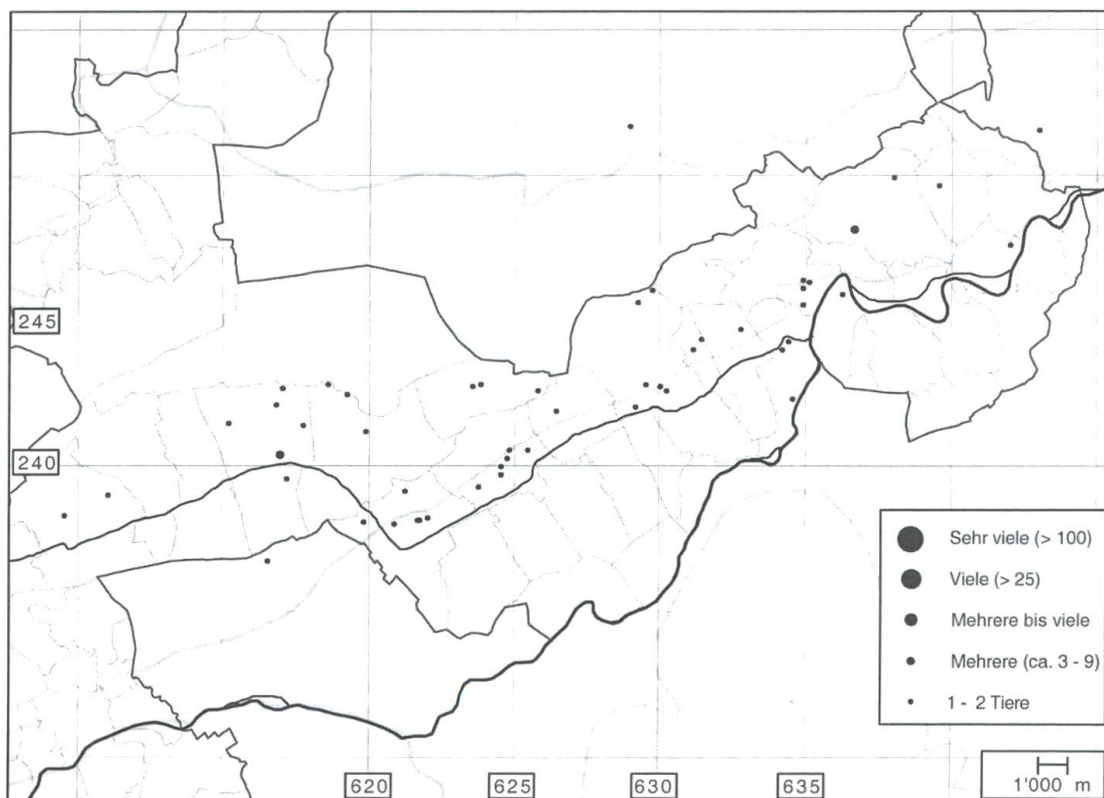 245
240
Sehr viele (> 100)
Viele (> 25)
Mehrere bis viele
Mehrere (ca. 3 - 9)
1 - 2 Tiere
620
625
630
635
1'000 m